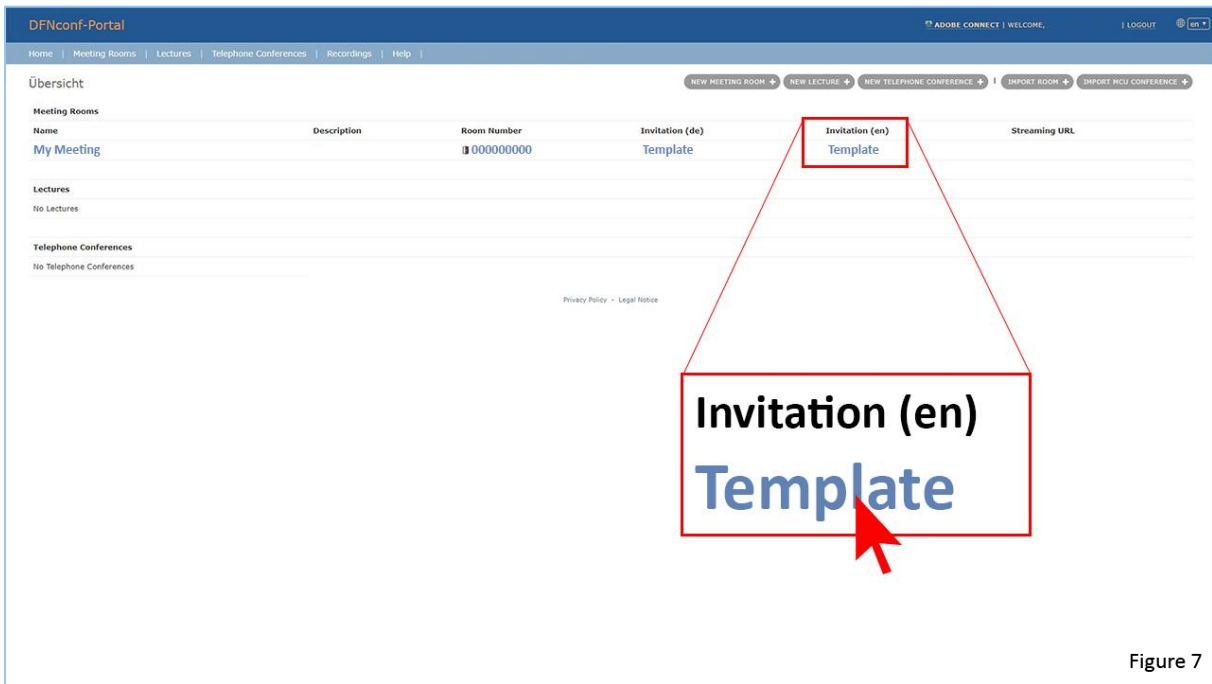 DFNconf-Portal
ADOBE CONNECT | WELCOME, | LOGOUT en
Home | Meeting Rooms | Lectures | Telephone Conferences | Recordings | Help |
Übersicht
NEW MEETING ROOM + NEW LECTURE + NEW TELEPHONE CONFERENCE + | IMPORT ROOM + IMPORT MCU CONFERENCE +
Meeting Rooms
Name Description Room Number Invitation (de) Invitation (en) Streaming URL
My Meeting 000000000 Template Template
Lectures
No Lectures
Telephone Conferences
No Telephone Conferences
Privacy Policy - Legal Notice
Invitation (en)
Template
Figure 7